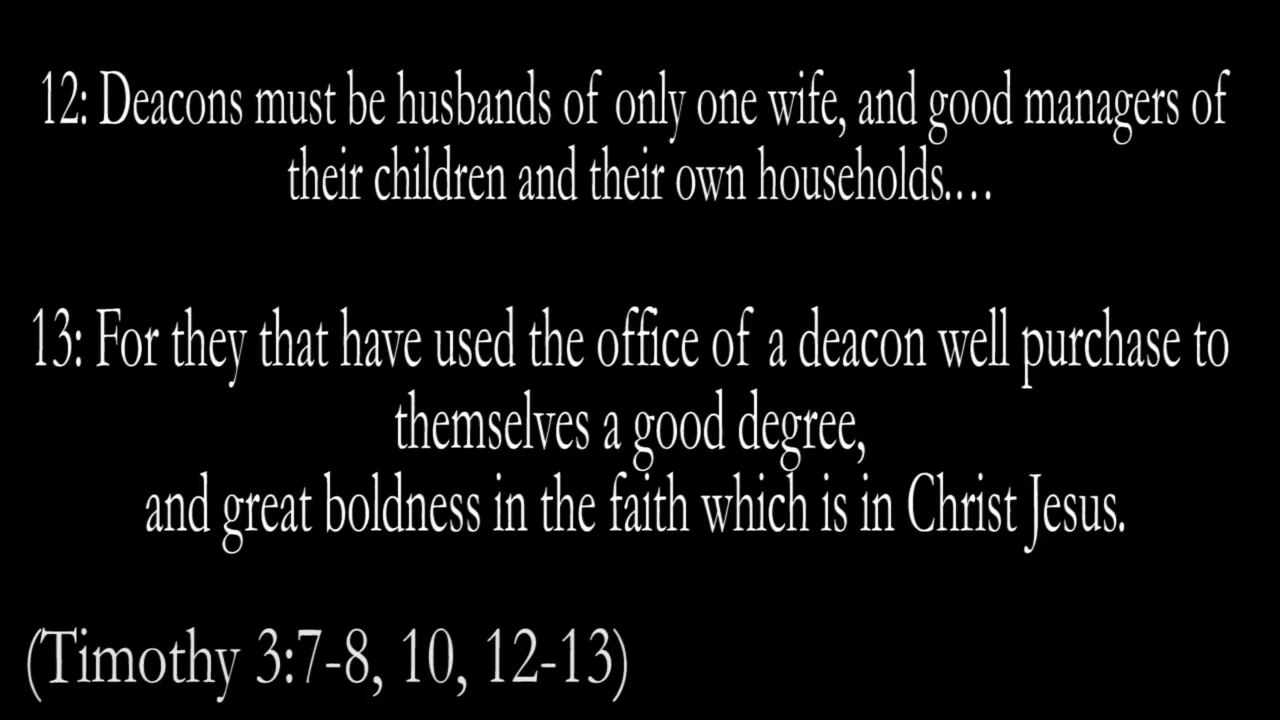 12: Deacons must be husbands of only one wife, and good managers of
their children and their own households....
13: For they that have used the office of a deacon well purchase to
themselves a good degree,
and great boldness in the faith which is in Christ Jesus.
(Timothy 3:7-8, 10, 12-13)